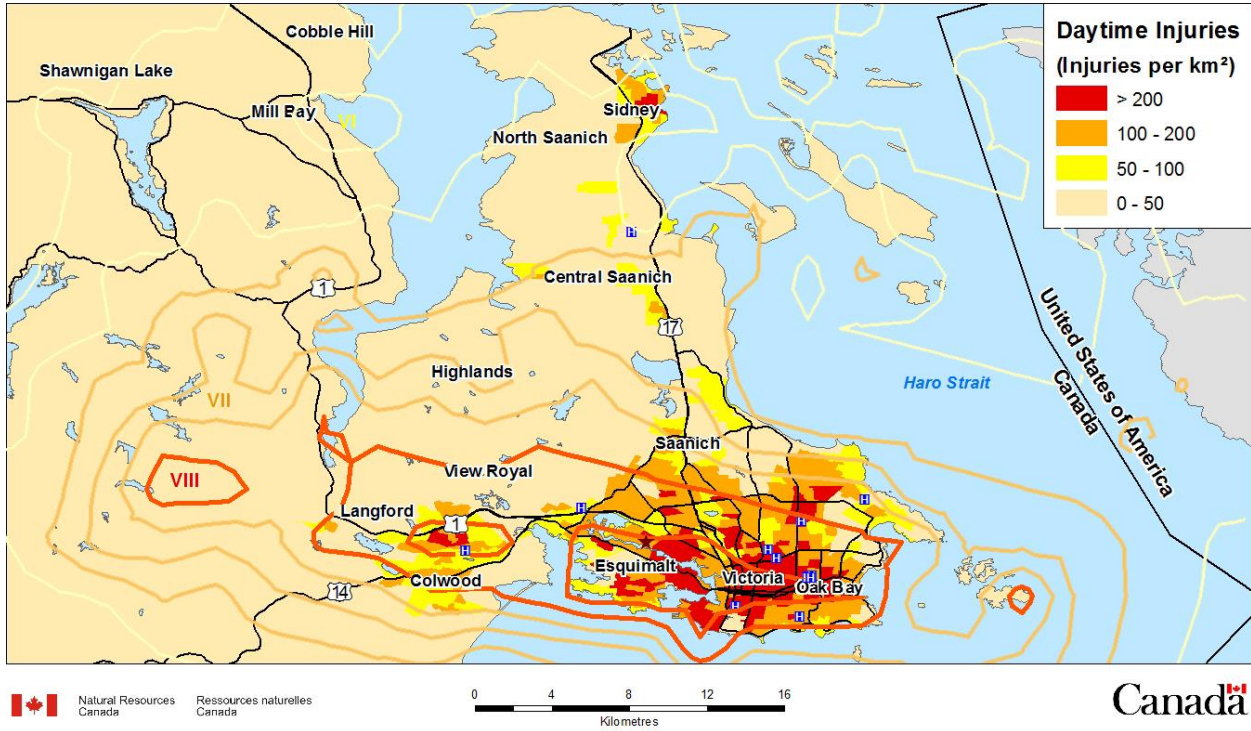 Cobble Hill
Shawnigan Lake
Mill Bay
VI
Sidney
North Saanich
Daytime Injuries
(Injuries per km²)
> 200
100 - 200
50 - 100
0 - 50
H
Central Saanich
1
17
United States of America
Canada
Highlands
Haro Strait
VII
Saanich
VIII
View Royal
H
Langford
H
1
H
H
H
H
Esquimalt
Victoria
H
H
Colwood
Oak Bay
14
H
H
Natural Resources
Canada
Ressources naturelles
Canada
0 4 8 12 16
Kilometres
Canada